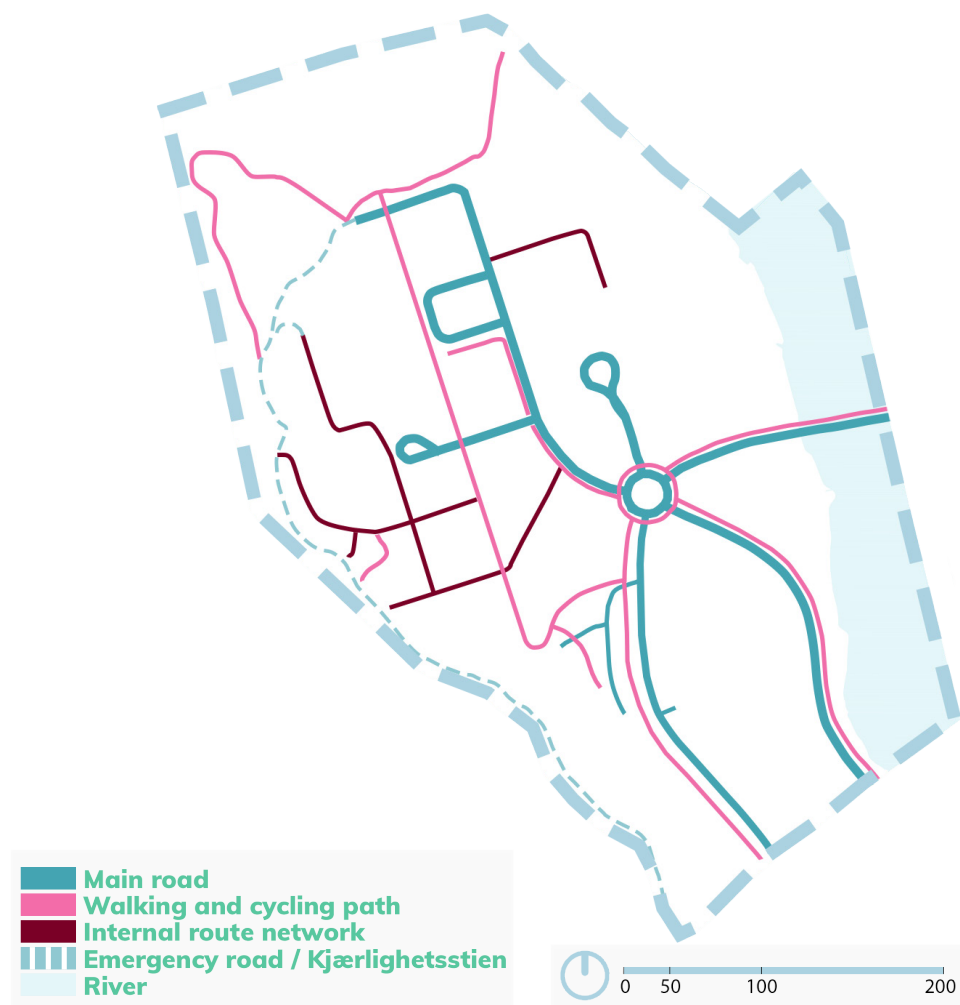 Main road
Walking and cycling path
Internal route network
Emergency road / Kjærlighetsstien
River
0 50 100 200